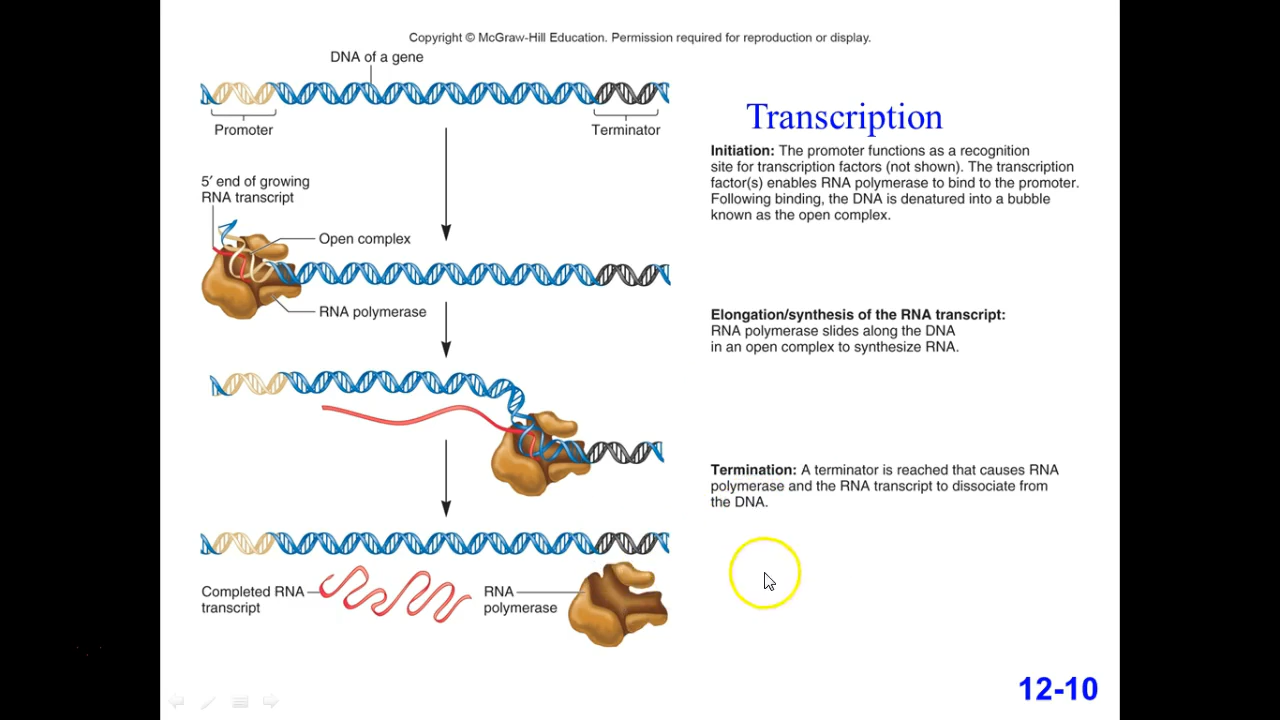 Copyright © McGraw-Hill Education. Permission required for reproduction or display.
DNA of a gene
Promoter
Terminator
Transcription
Initiation: The promoter functions as a recognition
site for transcription factors (not shown). The transcription
factor(s) enables RNA polymerase to bind to the promoter.
Following binding, the DNA is denatured into a bubble
known as the open complex.
5′ end of growing
RNA transcript
Open complex
RNA polymerase
Elongation/synthesis of the RNA transcript:
RNA polymerase slides along the DNA
in an open complex to synthesize RNA.
Termination: A terminator is reached that causes RNA
polymerase and the RNA transcript to dissociate from
the DNA.
Completed RNA
transcript
RNA
polymerase
12-10